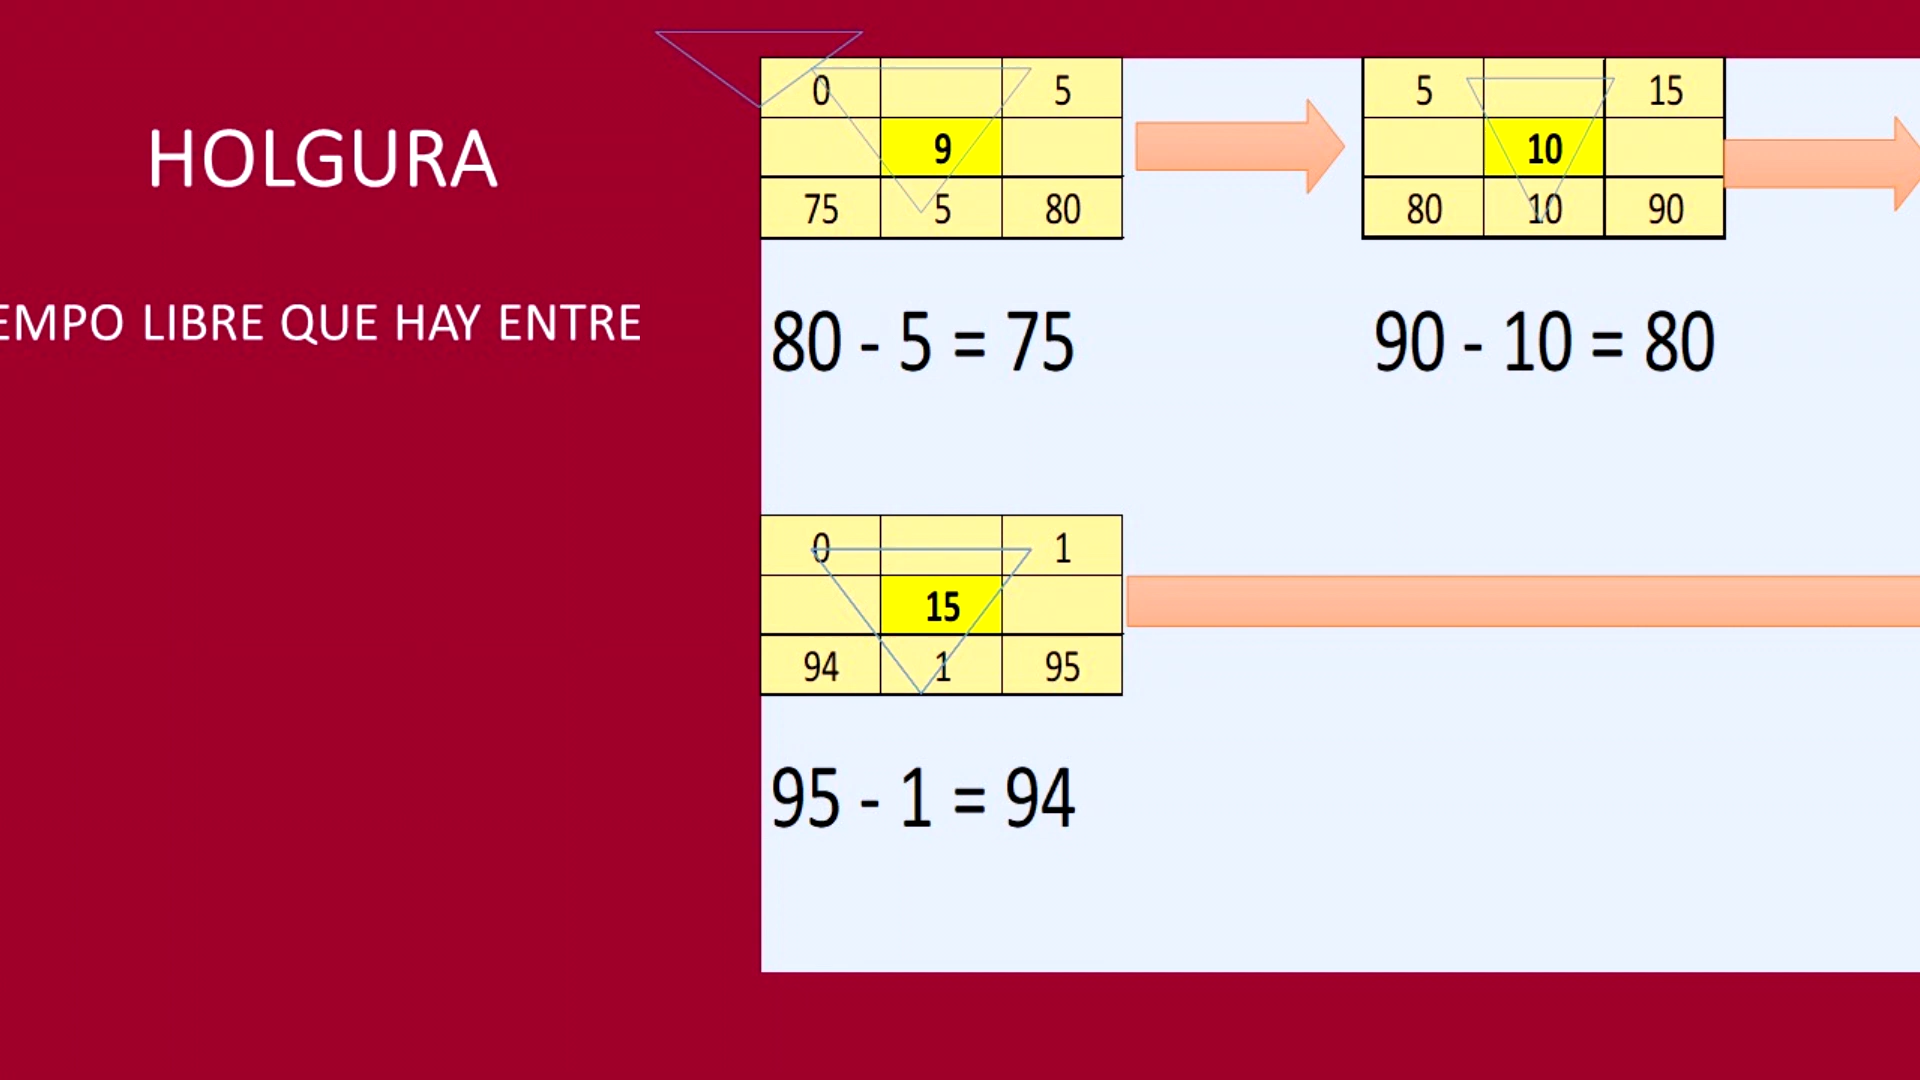 HOLGURA
EMPO LIBRE QUE HAY ENTRE
0 5
9
75 5 80
80 - 5 = 75
5 15
10
80 10 90
90 - 10 = 80
0 1
15
94 1 95
95 - 1 = 94